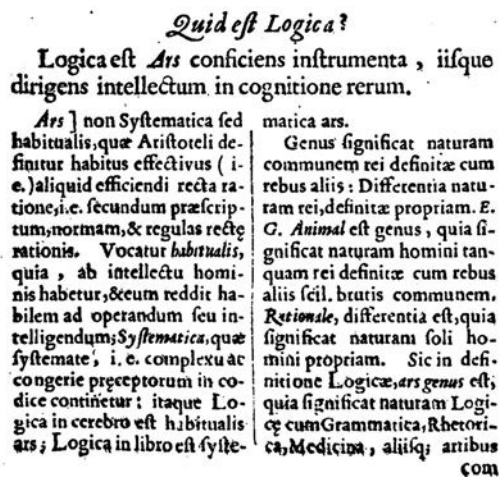 Quid eſt Logica?
Logica eſt Ars conficiens inſtrumenta, iiſque
dirigens intellectum in cognitione rerum.
Ars] non Syſtematica ſed
habitualis, quæ Ariſtoteli de-
finitur habitus effectivus (i-
e.) aliquid efficiendi recta ra-
tione, i.e. ſecundum præſcrip-
tum, normam, & regulas rectę
rationis. Vocatur habitualis,
quia, ab intellectu homi-
nis habetur, &eum reddit ha-
bilem ad operandum ſeu in-
telligendum; Syſtematica, quæ
ſyſtemate, i. e. complexu ac
congerie pręceptorum in co-
dice continetur: itaque Lo-
gica in cerebro eſt habitualis
ars; Logica in libro eſt ſyſte-
matica ars.
Genus ſignificat naturam
communem rei definitæ cum
rebus aliis: Differentia natu-
ram rei, definitæ propriam. E.
G. Animal eſt genus, quia ſi-
gnificat naturam homini tan-
quam rei definitæ cum rebus
aliis ſcil. brutis communem.
Rationale, differentia eſt, quia
ſignificat naturam ſoli ho-
mini propriam. Sic in defi-
nitione Logicæ, ars genus eſt,
quia ſignificat naturam Logi-
cę cum Grammatica, Rhetori-
ca, Medicina, aliiſq; artibus
com